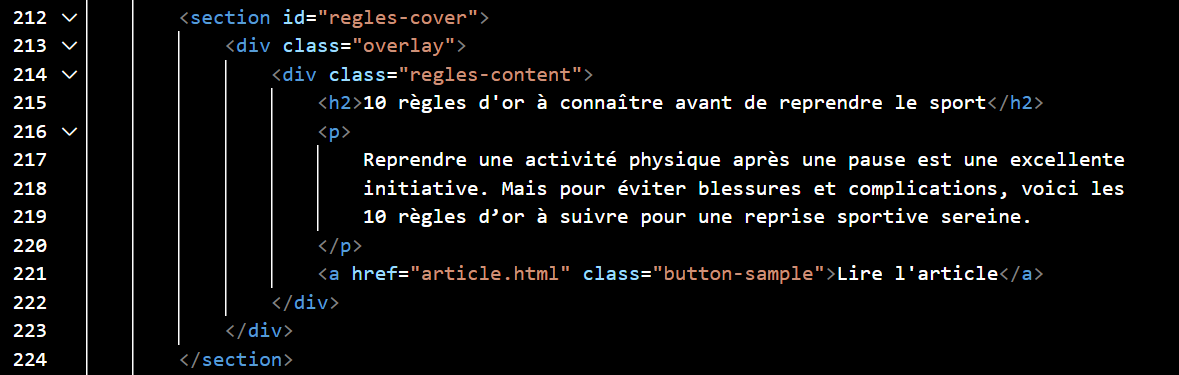 212 <section id="regles-cover">
213 <div class="overlay">
214 <div class="regles-content">
215 <h2>10 règles d'or à connaître avant de reprendre le sport</h2>
216 <p>
217 Reprendre une activité physique après une pause est une excellente
218 initiative. Mais pour éviter blessures et complications, voici les
219 10 règles d’or à suivre pour une reprise sportive sereine.
220 </p>
221 <a href="article.html" class="button-sample">Lire l'article</a>
222 </div>
223 </div>
224 </section>